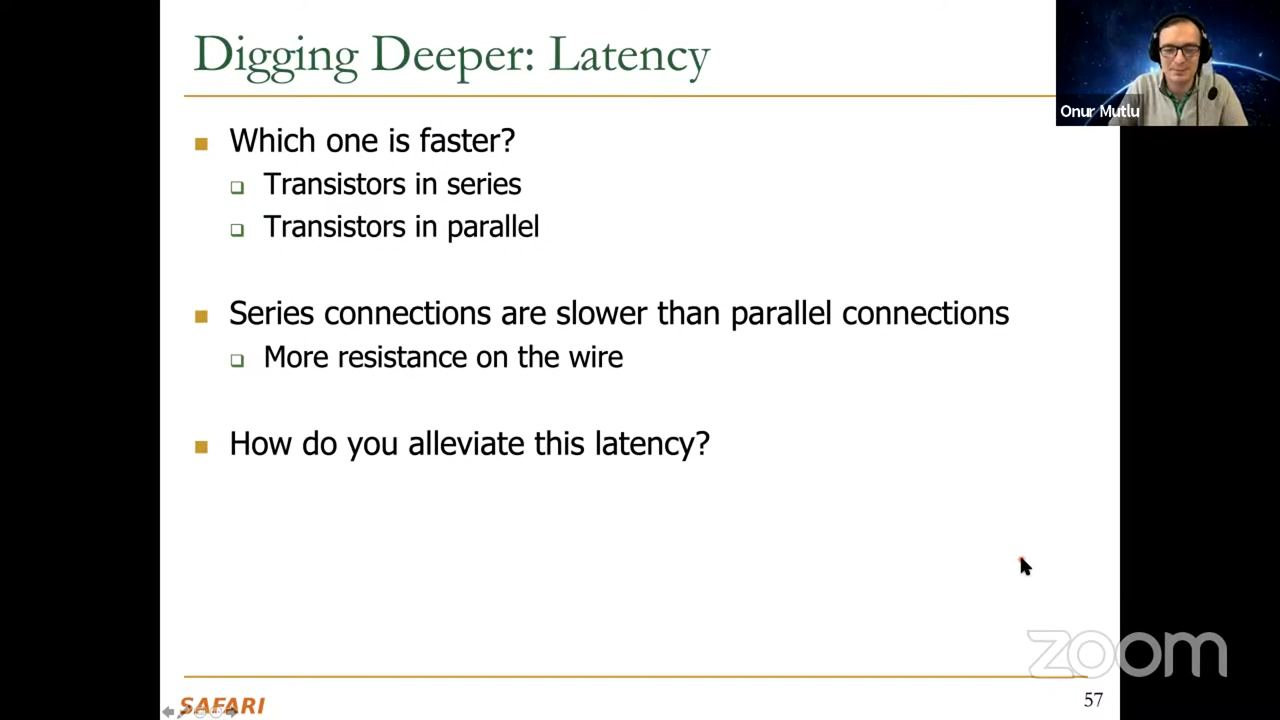 Digging Deeper: Latency
Onur Mutlu
Which one is faster?
Transistors in series
Transistors in parallel
Series connections are slower than parallel connections
More resistance on the wire
How do you alleviate this latency?
zoom
SAFARI
57